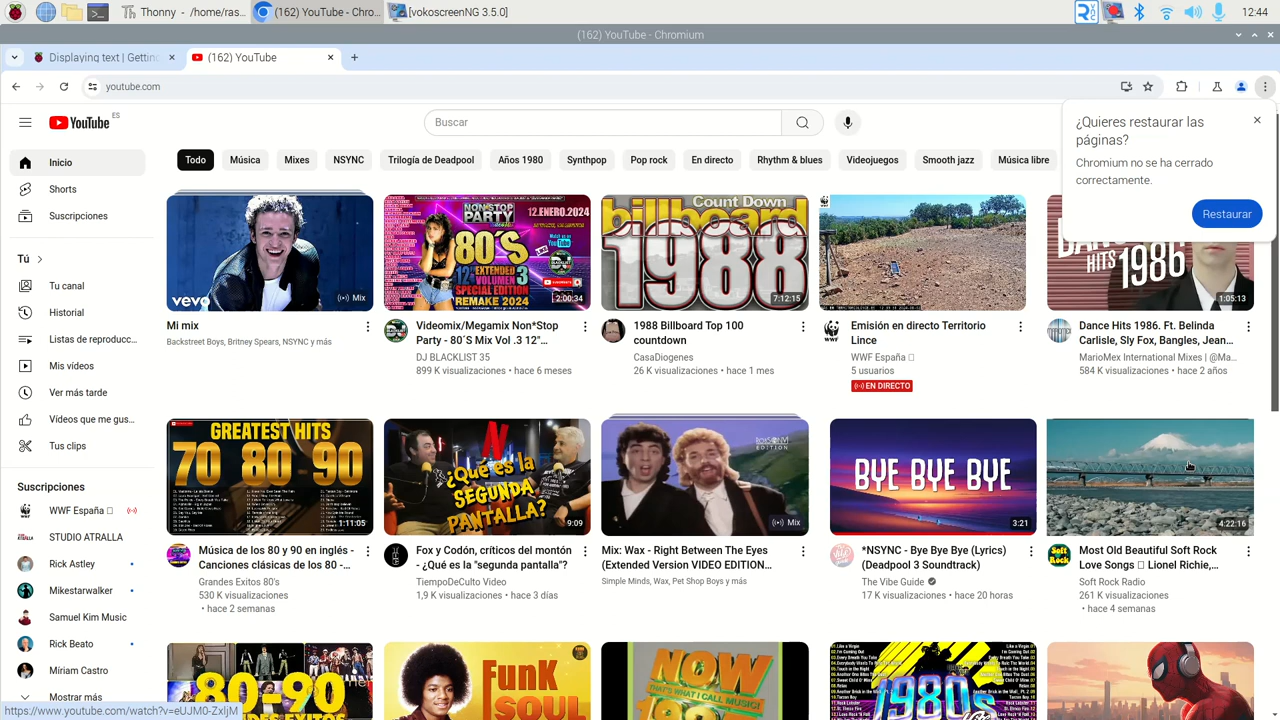 Thonny - /home/ras...
(162) YouTube - Chro...
[vokoscreenNG 3.5.0]
12:44
(162) YouTube - Chromium
Displaying text | Getting
(162) YouTube
youtube.com
YouTube ES
Buscar
¿Quieres restaurar las
páginas?
Chromium no se ha cerrado
correctamente.
Restaurar
Todo
Música
Mixes
NSYNC
Trilogía de Deadpool
Años 1980
Synthpop
Pop rock
En directo
Rhythm & blues
Videojuegos
Smooth jazz
Música libre
Inicio
Shorts
Suscripciones
Tú
Tu canal
Historial
Listas de reproducc...
Mis vídeos
Ver más tarde
Vídeos que me gus...
Tus clips
Suscripciones
WWF España
STUDIO ATRALLA
Rick Astley
Mikestarwalker
Samuel Kim Music
Rick Beato
Míriam Castro
Mostrar más
vevo
Mix
Mi mix
Backstreet Boys, Britney Spears, NSYNC y más
NONSTOP
PARTY
12.ENERO.2024
80'S
12" EXTENDED
VOLUMEN 3
SPECIAL EDITION
REMAKE 2024
2:00:34
Videomix/Megamix Non*Stop
Party - 80´S Mix Vol .3 12"...
DJ BLACKLIST 35
899 K visualizaciones • hace 6 meses
Count Down
billboard
1988
7:12:15
1988 Billboard Top 100
countdown
CasaDiogenes
26 K visualizaciones • hace 1 mes
WWF
Emisión en directo Territorio
Lince
WWF España
5 usuarios
EN DIRECTO
HITS 1986
1:05:13
Dance Hits 1986. Ft. Belinda
Carlisle, Sly Fox, Bangles, Jean...
MarioMex International Mixes | @Ma...
584 K visualizaciones • hace 2 años
GREATEST HITS
70 80 90
1:11:05
Música de los 80 y 90 en inglés -
Canciones clásicas de los 80 -...
Grandes Exitos 80's
530 K visualizaciones
• hace 2 semanas
¿Qué es la
SEGUNDA
PANTALLA?
9:09
Fox y Codón, críticos del montón
- ¿Qué es la "segunda pantalla"?
TiempoDeCulto Video
1,9 K visualizaciones • hace 3 días
EDITION
Mix
Mix: Wax - Right Between The Eyes
(Extended Version VIDEO EDITION...
Simple Minds, Wax, Pet Shop Boys y más
BYE BYE BYE
3:21
*NSYNC - Bye Bye Bye (Lyrics)
(Deadpool 3 Soundtrack)
The Vibe Guide
17 K visualizaciones • hace 20 horas
4:22:16
Soft
Rock
Most Old Beautiful Soft Rock
Love Songs Lionel Richie,...
Soft Rock Radio
261 K visualizaciones
• hace 4 semanas
80-90
FUNK
SOUL
NOW
THAT'S WHAT I CALL MUSIC!
1980s
https://www.youtube.com/watch?v=eUJM0-ZxIjM